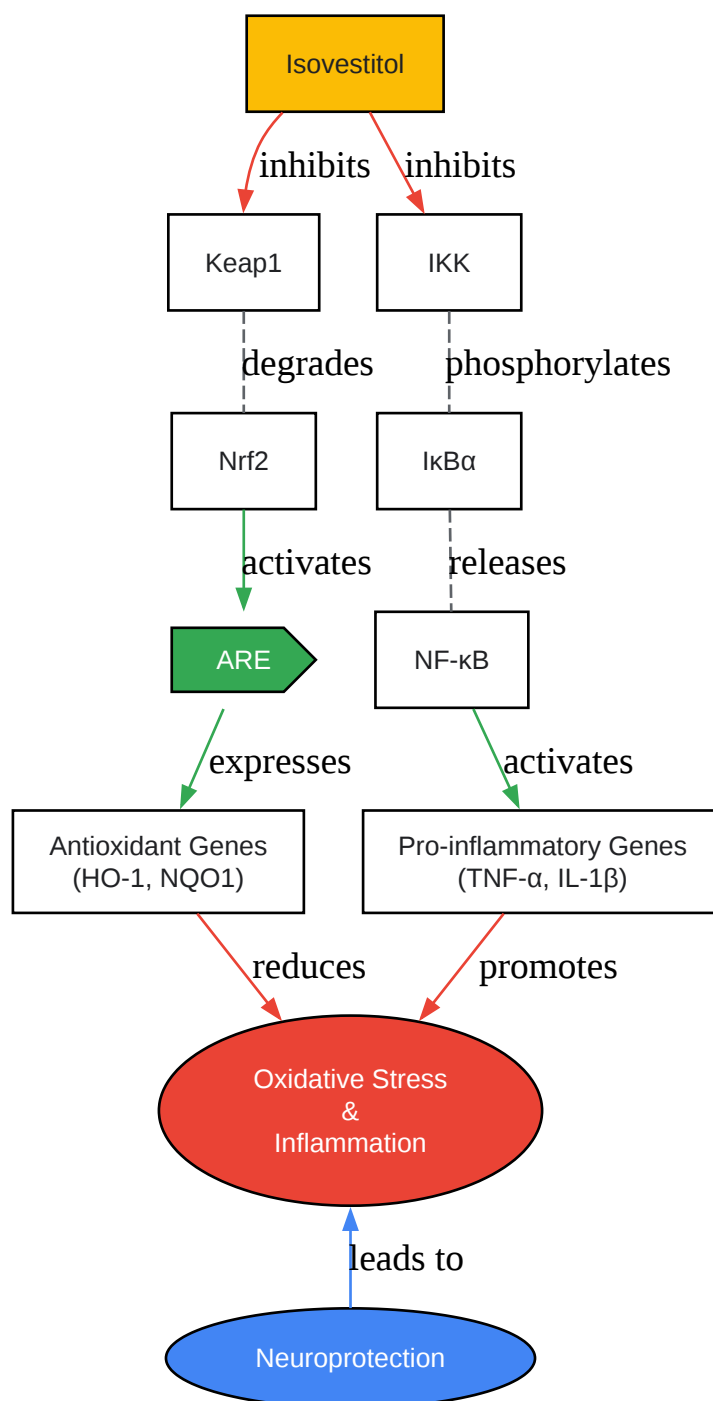 Isovestitol
inhibits
inhibits
Keap1
IKK
degrades
phosphorylates
Nrf2
IκBα
activates
releases
ARE
NF-κB
expresses
activates
Antioxidant Genes
(HO-1, NQO1)
Pro-inflammatory Genes
(TNF-α, IL-1β)
reduces
promotes
Oxidative Stress
&
Inflammation
leads to
Neuroprotection